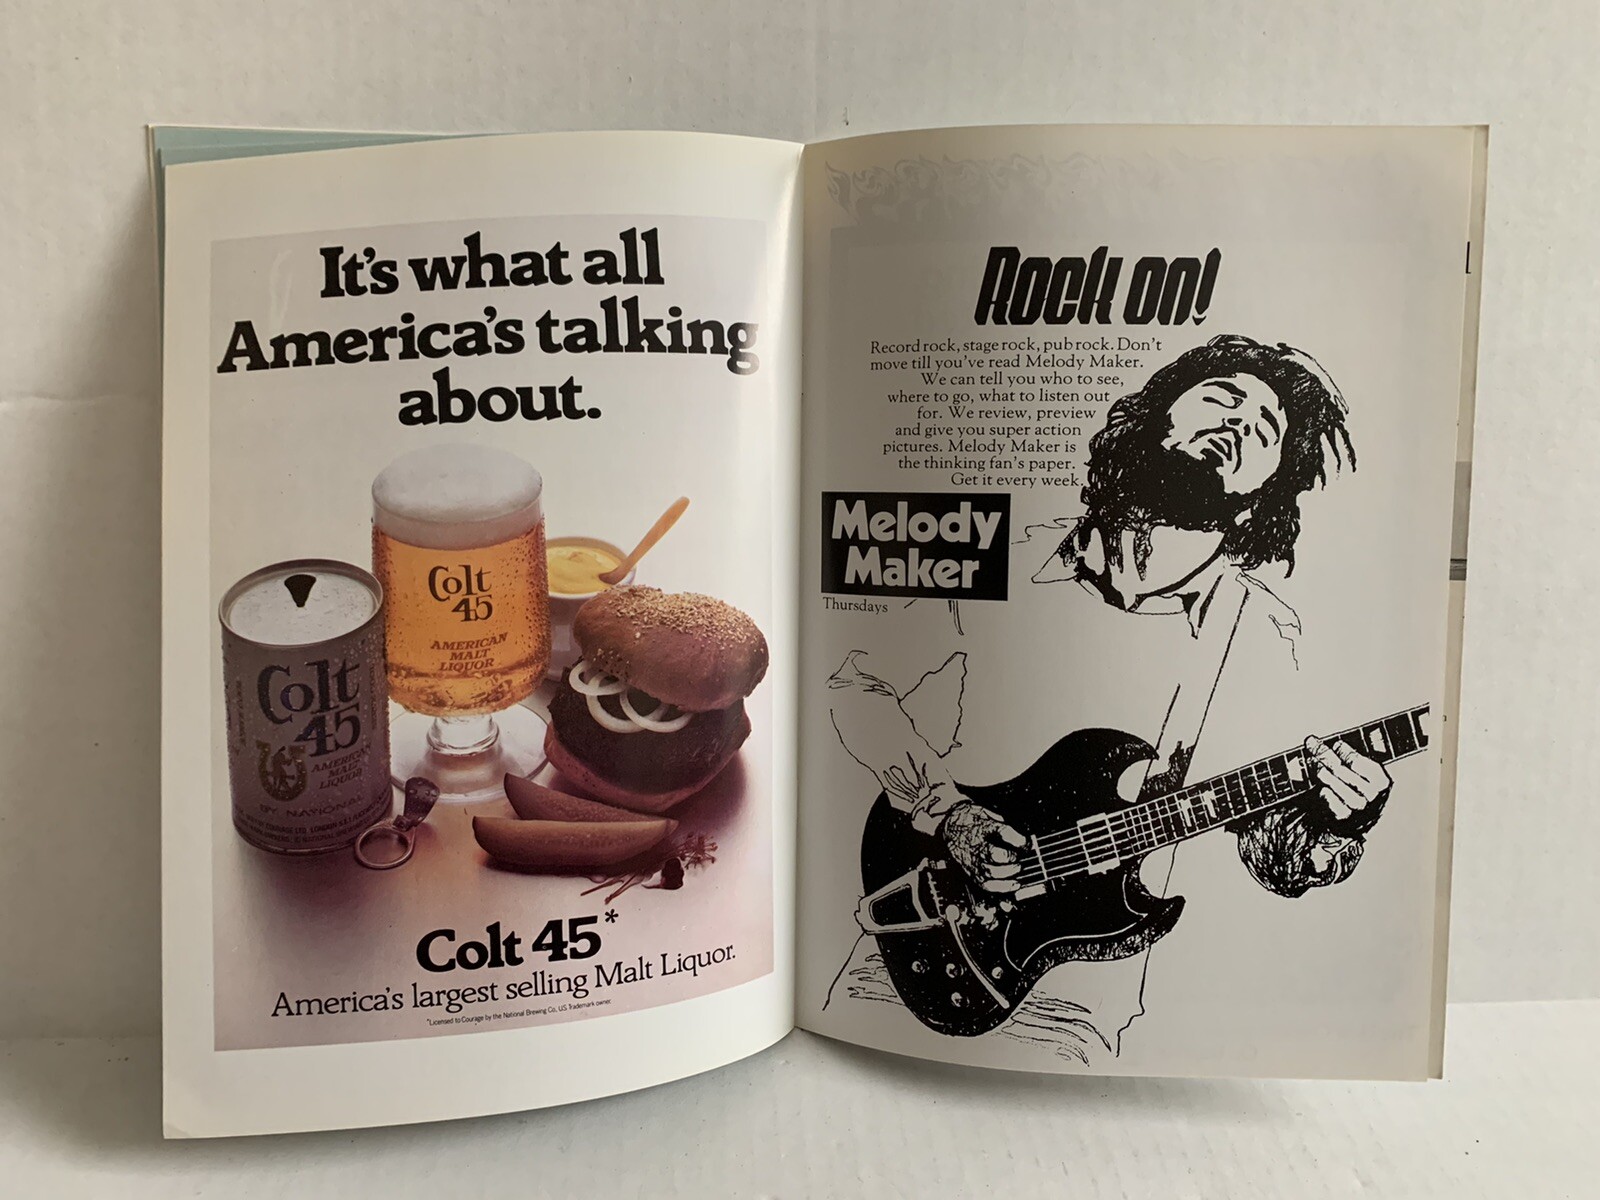 It's what all
America's talking
about.
Colt
45
AMERICAN
MALT
LIQUOR
Colt
45
AMERICAN
MALT
LIQUOR
BY NATIONAL
Colt 45*
America's largest selling Malt Liquor.
*Licensed to Courage by the National Brewing Co. U.S. Trademark owner.
Rock on!
Record rock, stage rock, pub rock. Don't
move till you've read Melody Maker.
We can tell you who to see,
where to go, what to listen out
for. We review, preview
and give you super action
pictures. Melody Maker is
the thinking fan's paper.
Get it every week.
Melody
Maker
Thursdays